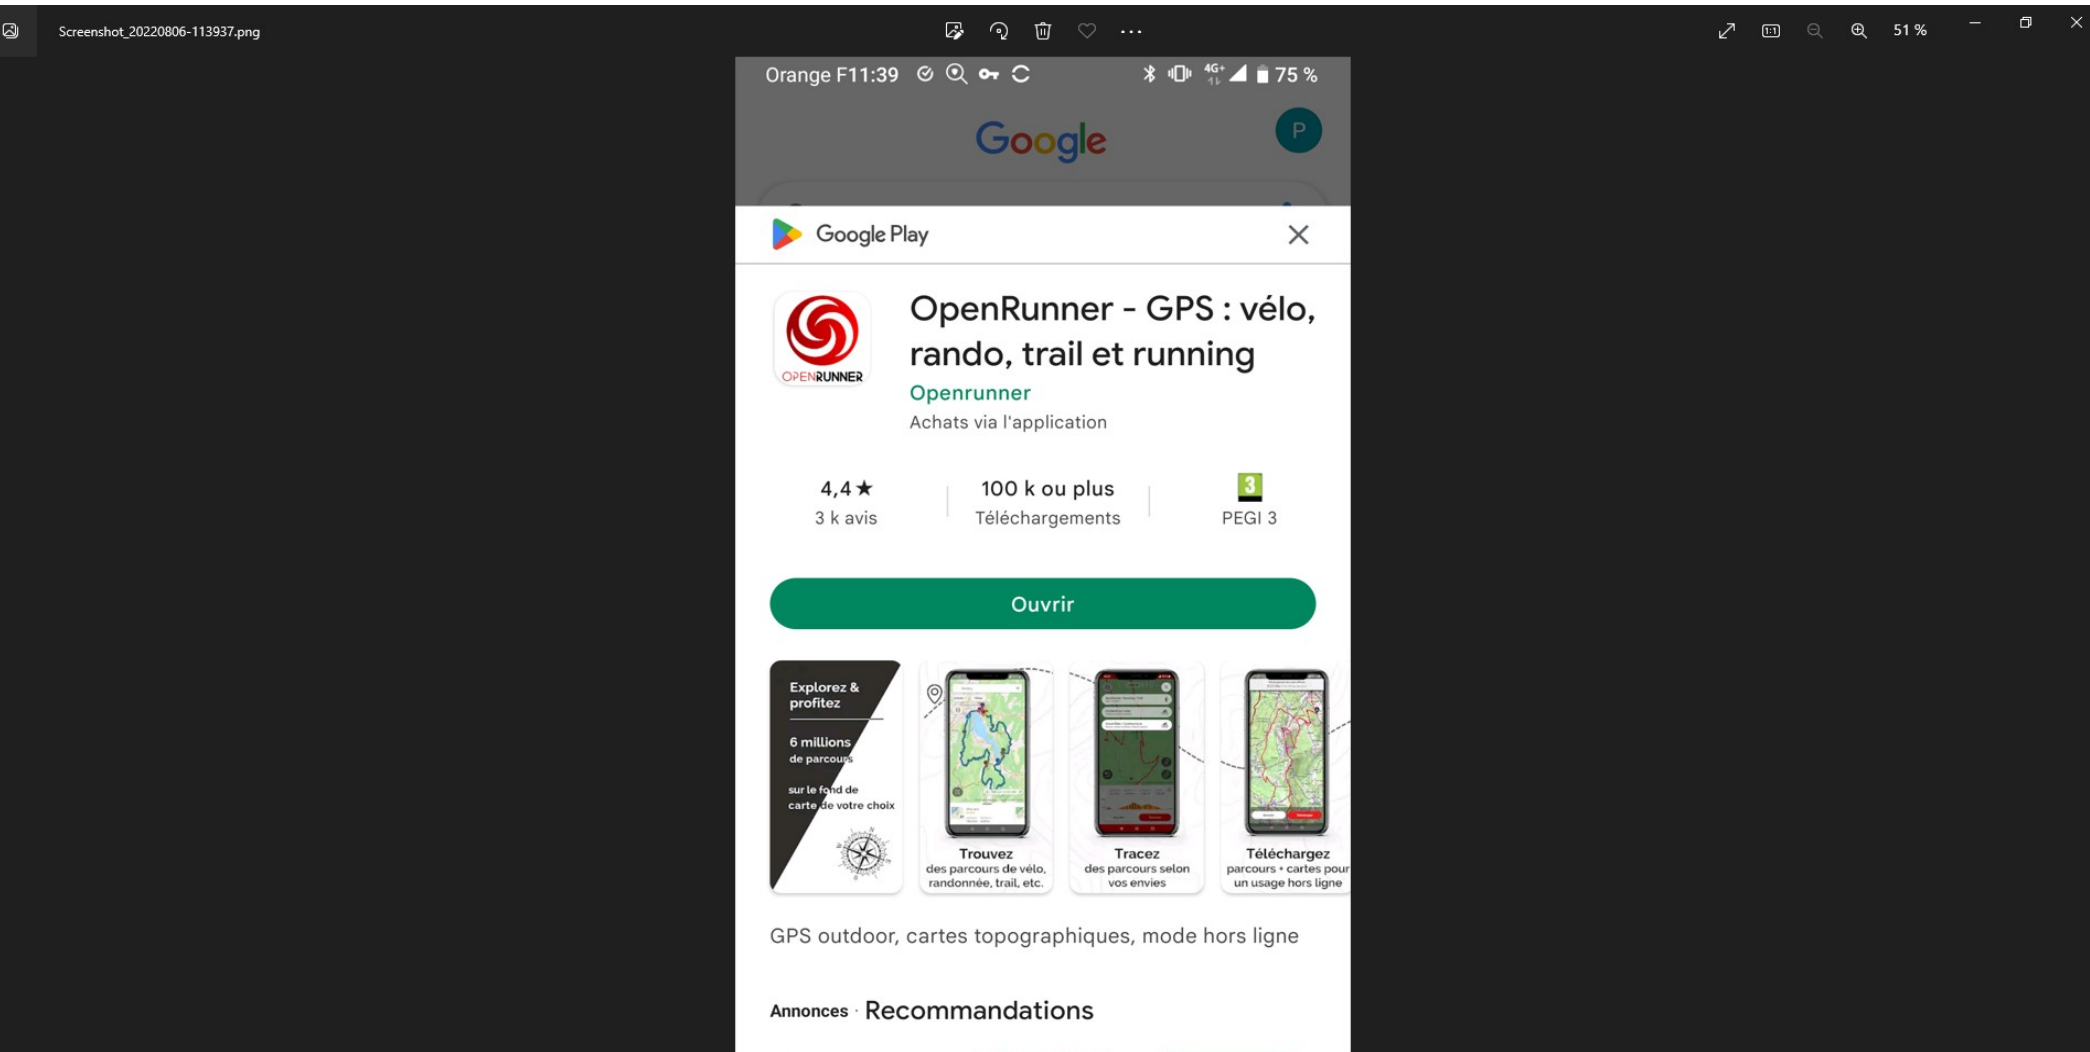 Screenshot_20220806-113937.png
51 %
Orange F11:39
4G+
75 %
Google
P
Google Play
OpenRunner - GPS : vélo,
rando, trail et running
OPENRUNNER
Openrunner
Achats via l'application
4,4★
100 k ou plus
3
3 k avis
Téléchargements
PEGI 3
Ouvrir
Explorez &
profitez
6 millions
de parcours
sur le fond de
carte de votre choix
Trouvez
des parcours de vélo,
randonnée, trail, etc.
Tracez
des parcours selon
vos envies
Téléchargez
parcours + cartes pour
un usage hors ligne
GPS outdoor, cartes topographiques, mode hors ligne
Annonces · Recommandations